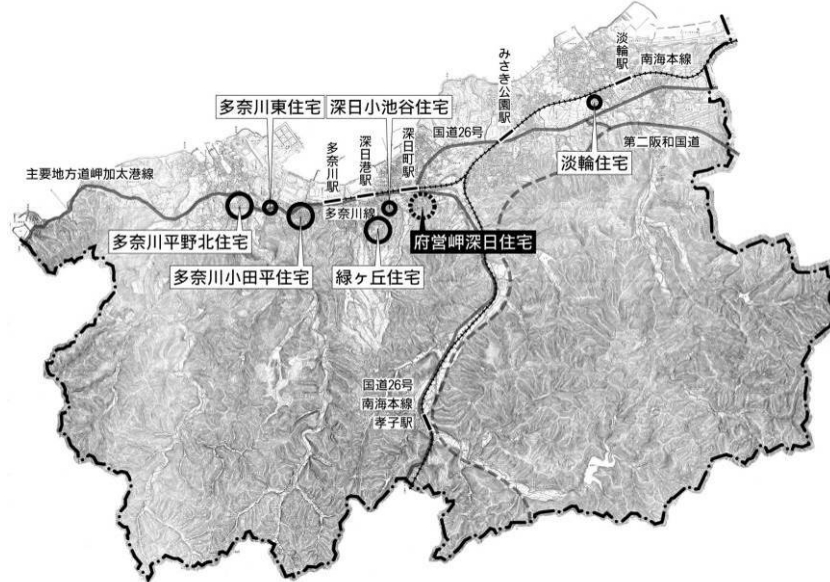 淡輪駅
南海本線
みさき公園駅
多奈川東住宅
深日小池谷住宅
深日町駅
国道26号
深日港駅
多奈川駅
第二阪和国道
淡輪住宅
主要地方道岬加太港線
多奈川線
多奈川平野北住宅
府営岬深日住宅
多奈川小田平住宅
緑ヶ丘住宅
国道26号
南海本線
孝子駅